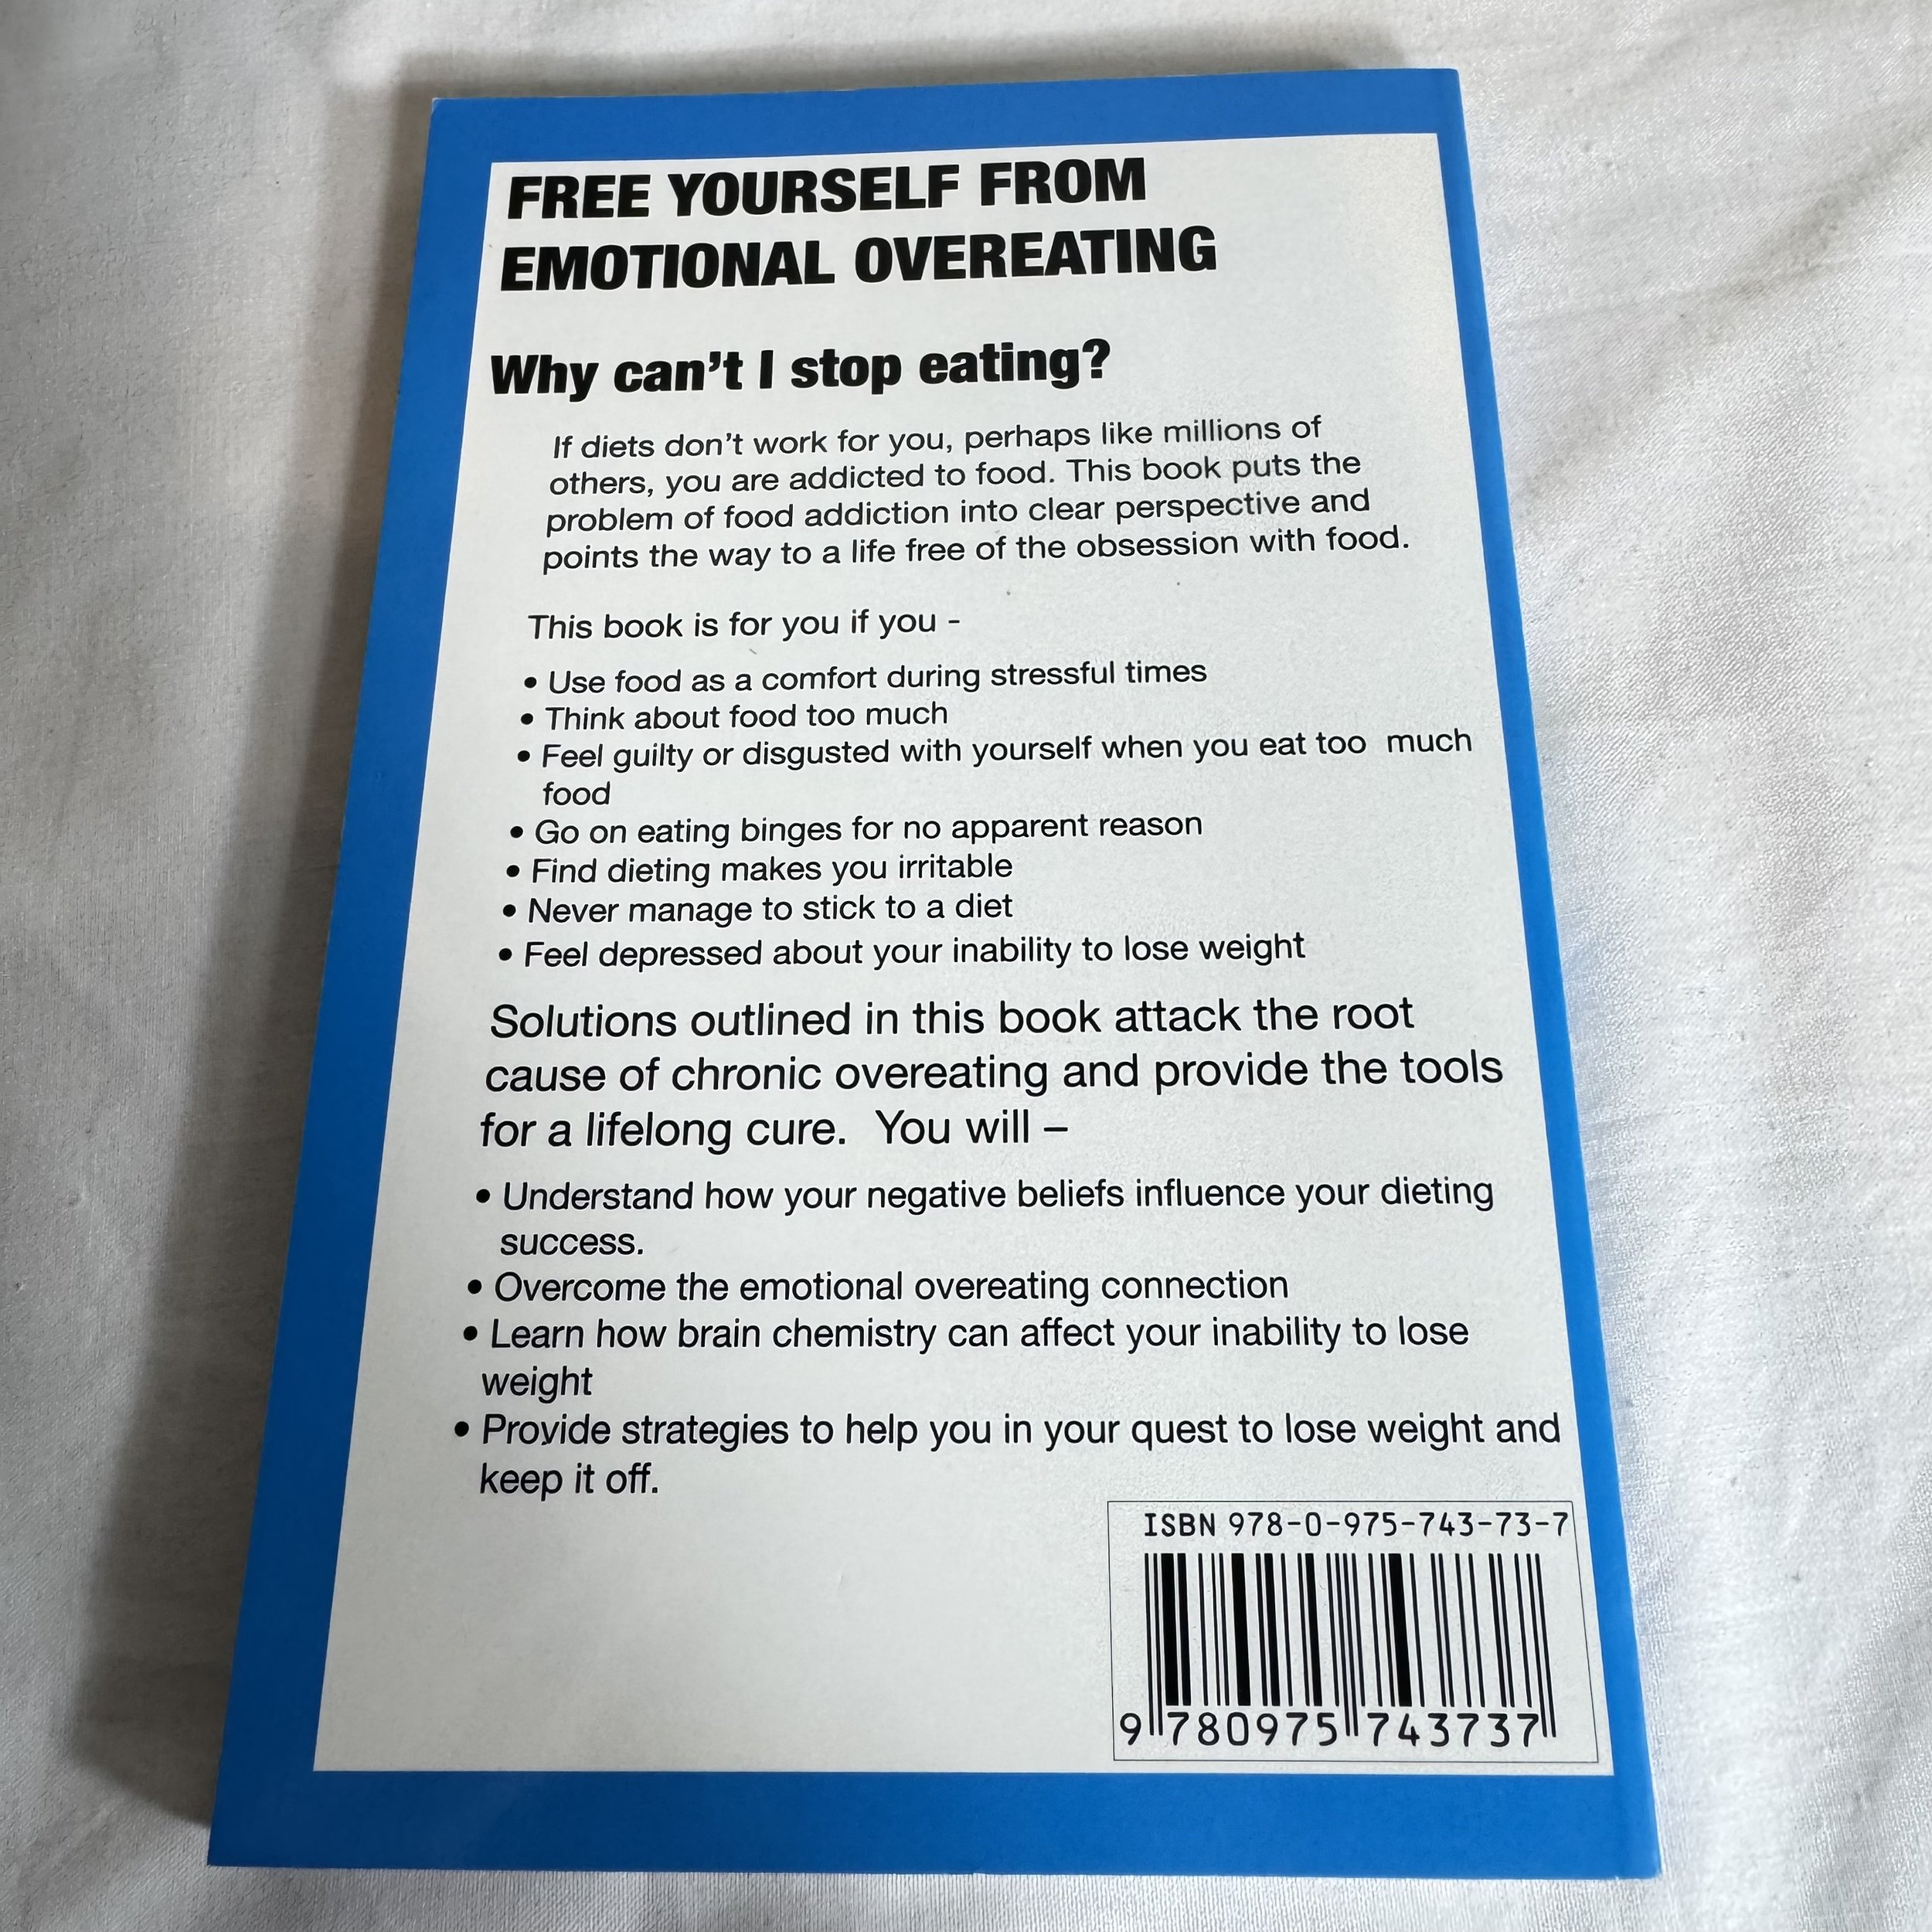 FREE YOURSELF FROM
EMOTIONAL OVEREATING
Why can't I stop eating?
If diets don't work for you, perhaps like millions of
others, you are addicted to food. This book puts the
problem of food addiction into clear perspective and
points the way to a life free of the obsession with food.
This book is for you if you -
• Use food as a comfort during stressful times
• Think about food too much
• Feel guilty or disgusted with yourself when you eat too  much
food
• Go on eating binges for no apparent reason
• Find dieting makes you irritable
• Never manage to stick to a diet
• Feel depressed about your inability to lose weight
Solutions outlined in this book attack the root
cause of chronic overeating and provide the tools
for a lifelong cure.  You will –
• Understand how your negative beliefs influence your dieting
success.
• Overcome the emotional overeating connection
• Learn how brain chemistry can affect your inability to lose
weight
• Provide strategies to help you in your quest to lose weight and
keep it off.
ISBN 978-0-975-743-73-7
9 780975 743737